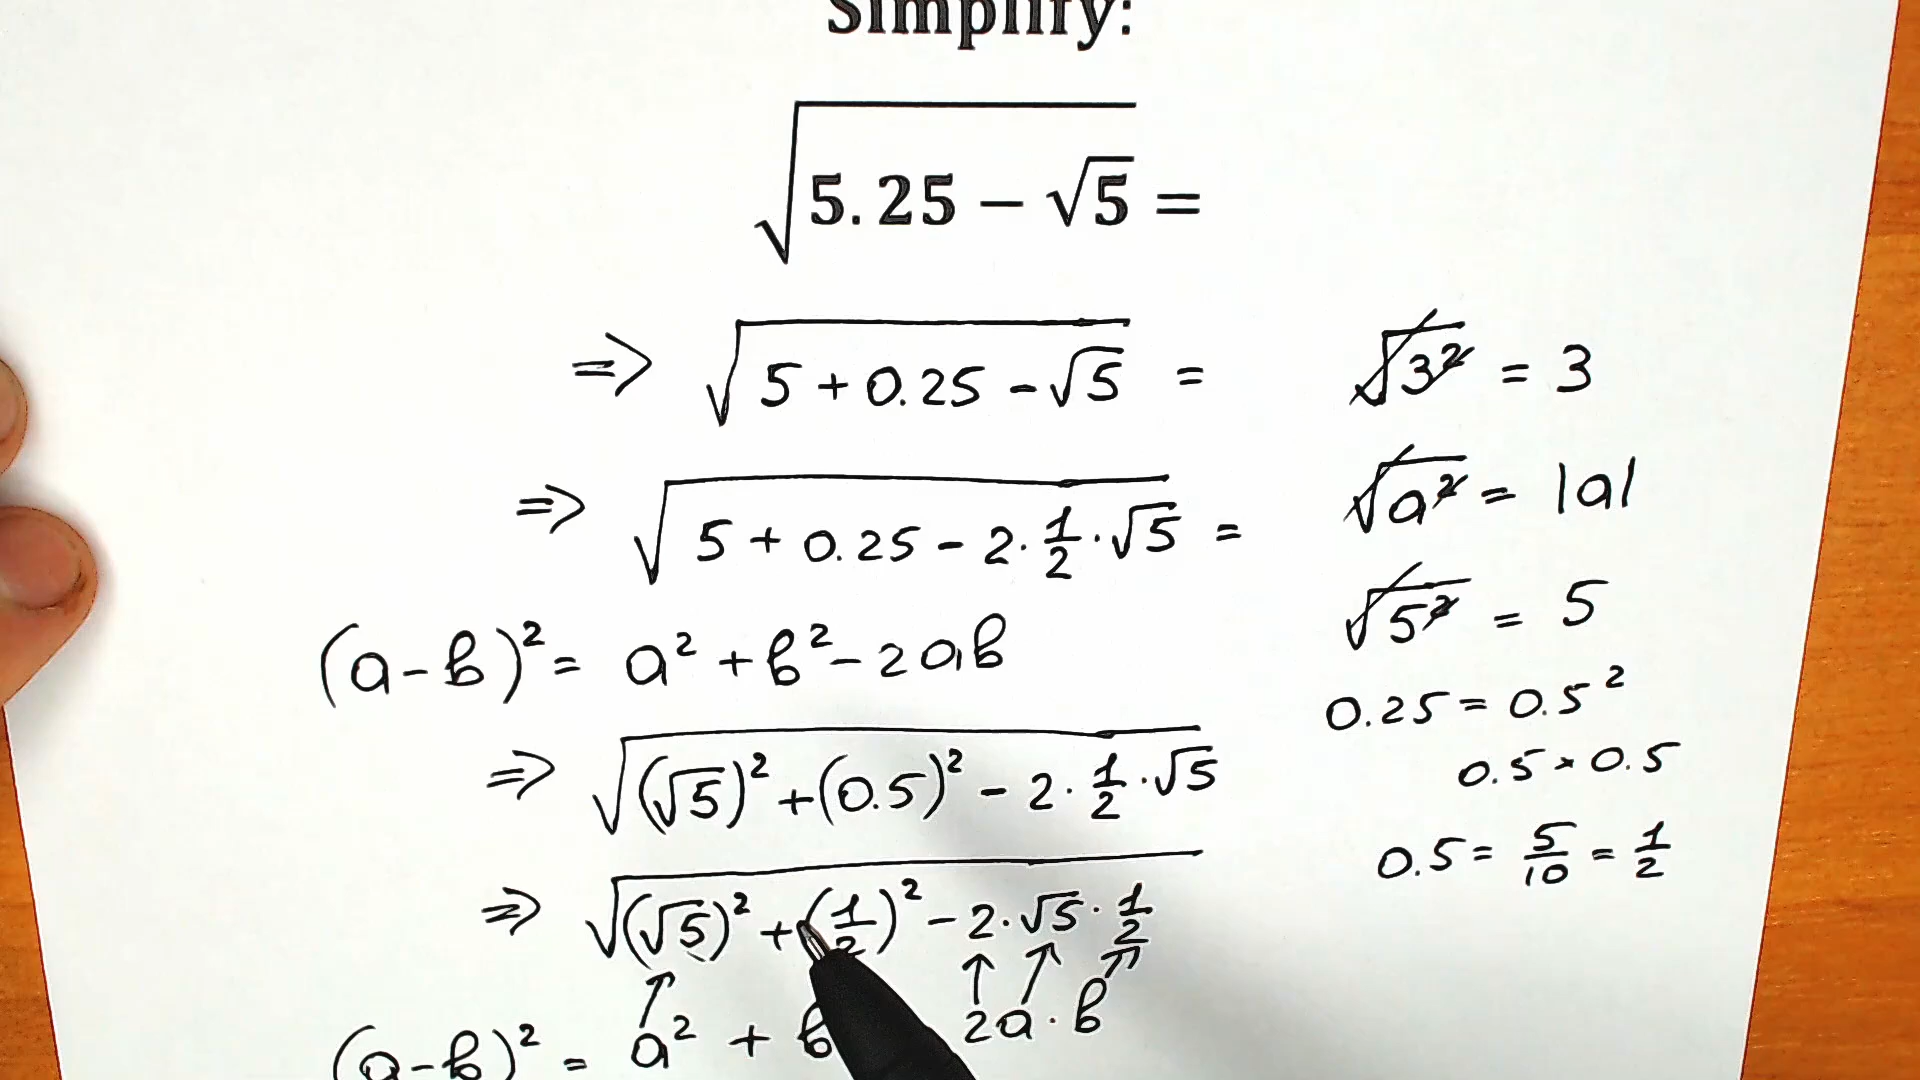 Simplify:
√(5.25 − √5) =
=> √(5 + 0.25 - √5) =
√3² = 3
=> √(5 + 0.25 - 2·1/2·√5) =
√a² = |a|
√5² = 5
(a-b)² = a² + b² - 2ab
0.25 = 0.5²
0.5 × 0.5
=> √((√5)² + (0.5)² - 2·1/2·√5)
0.5 = 5/10 = 1/2
=> √((√5)² + (1/2)² - 2·√5·1/2)
(a-b)² = a² + b 2a·b